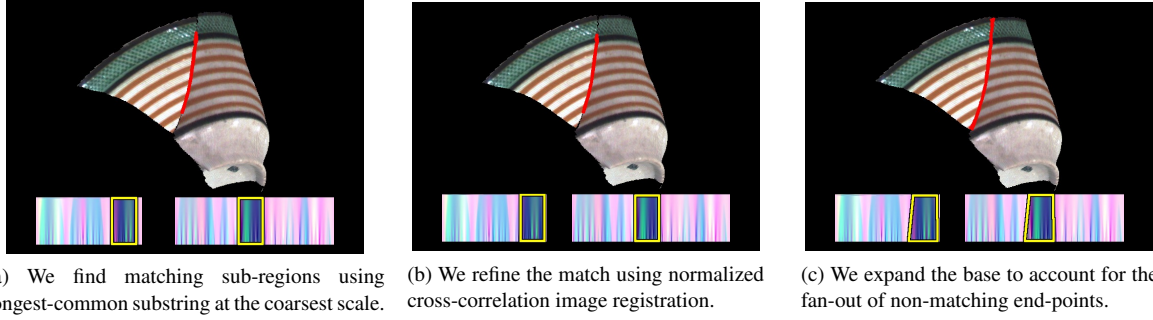 a) We find matching sub-regions using
ongest-common substring at the coarsest scale.
(b) We refine the match using normalized
cross-correlation image registration.
(c) We expand the base to account for the
fan-out of non-matching end-points.